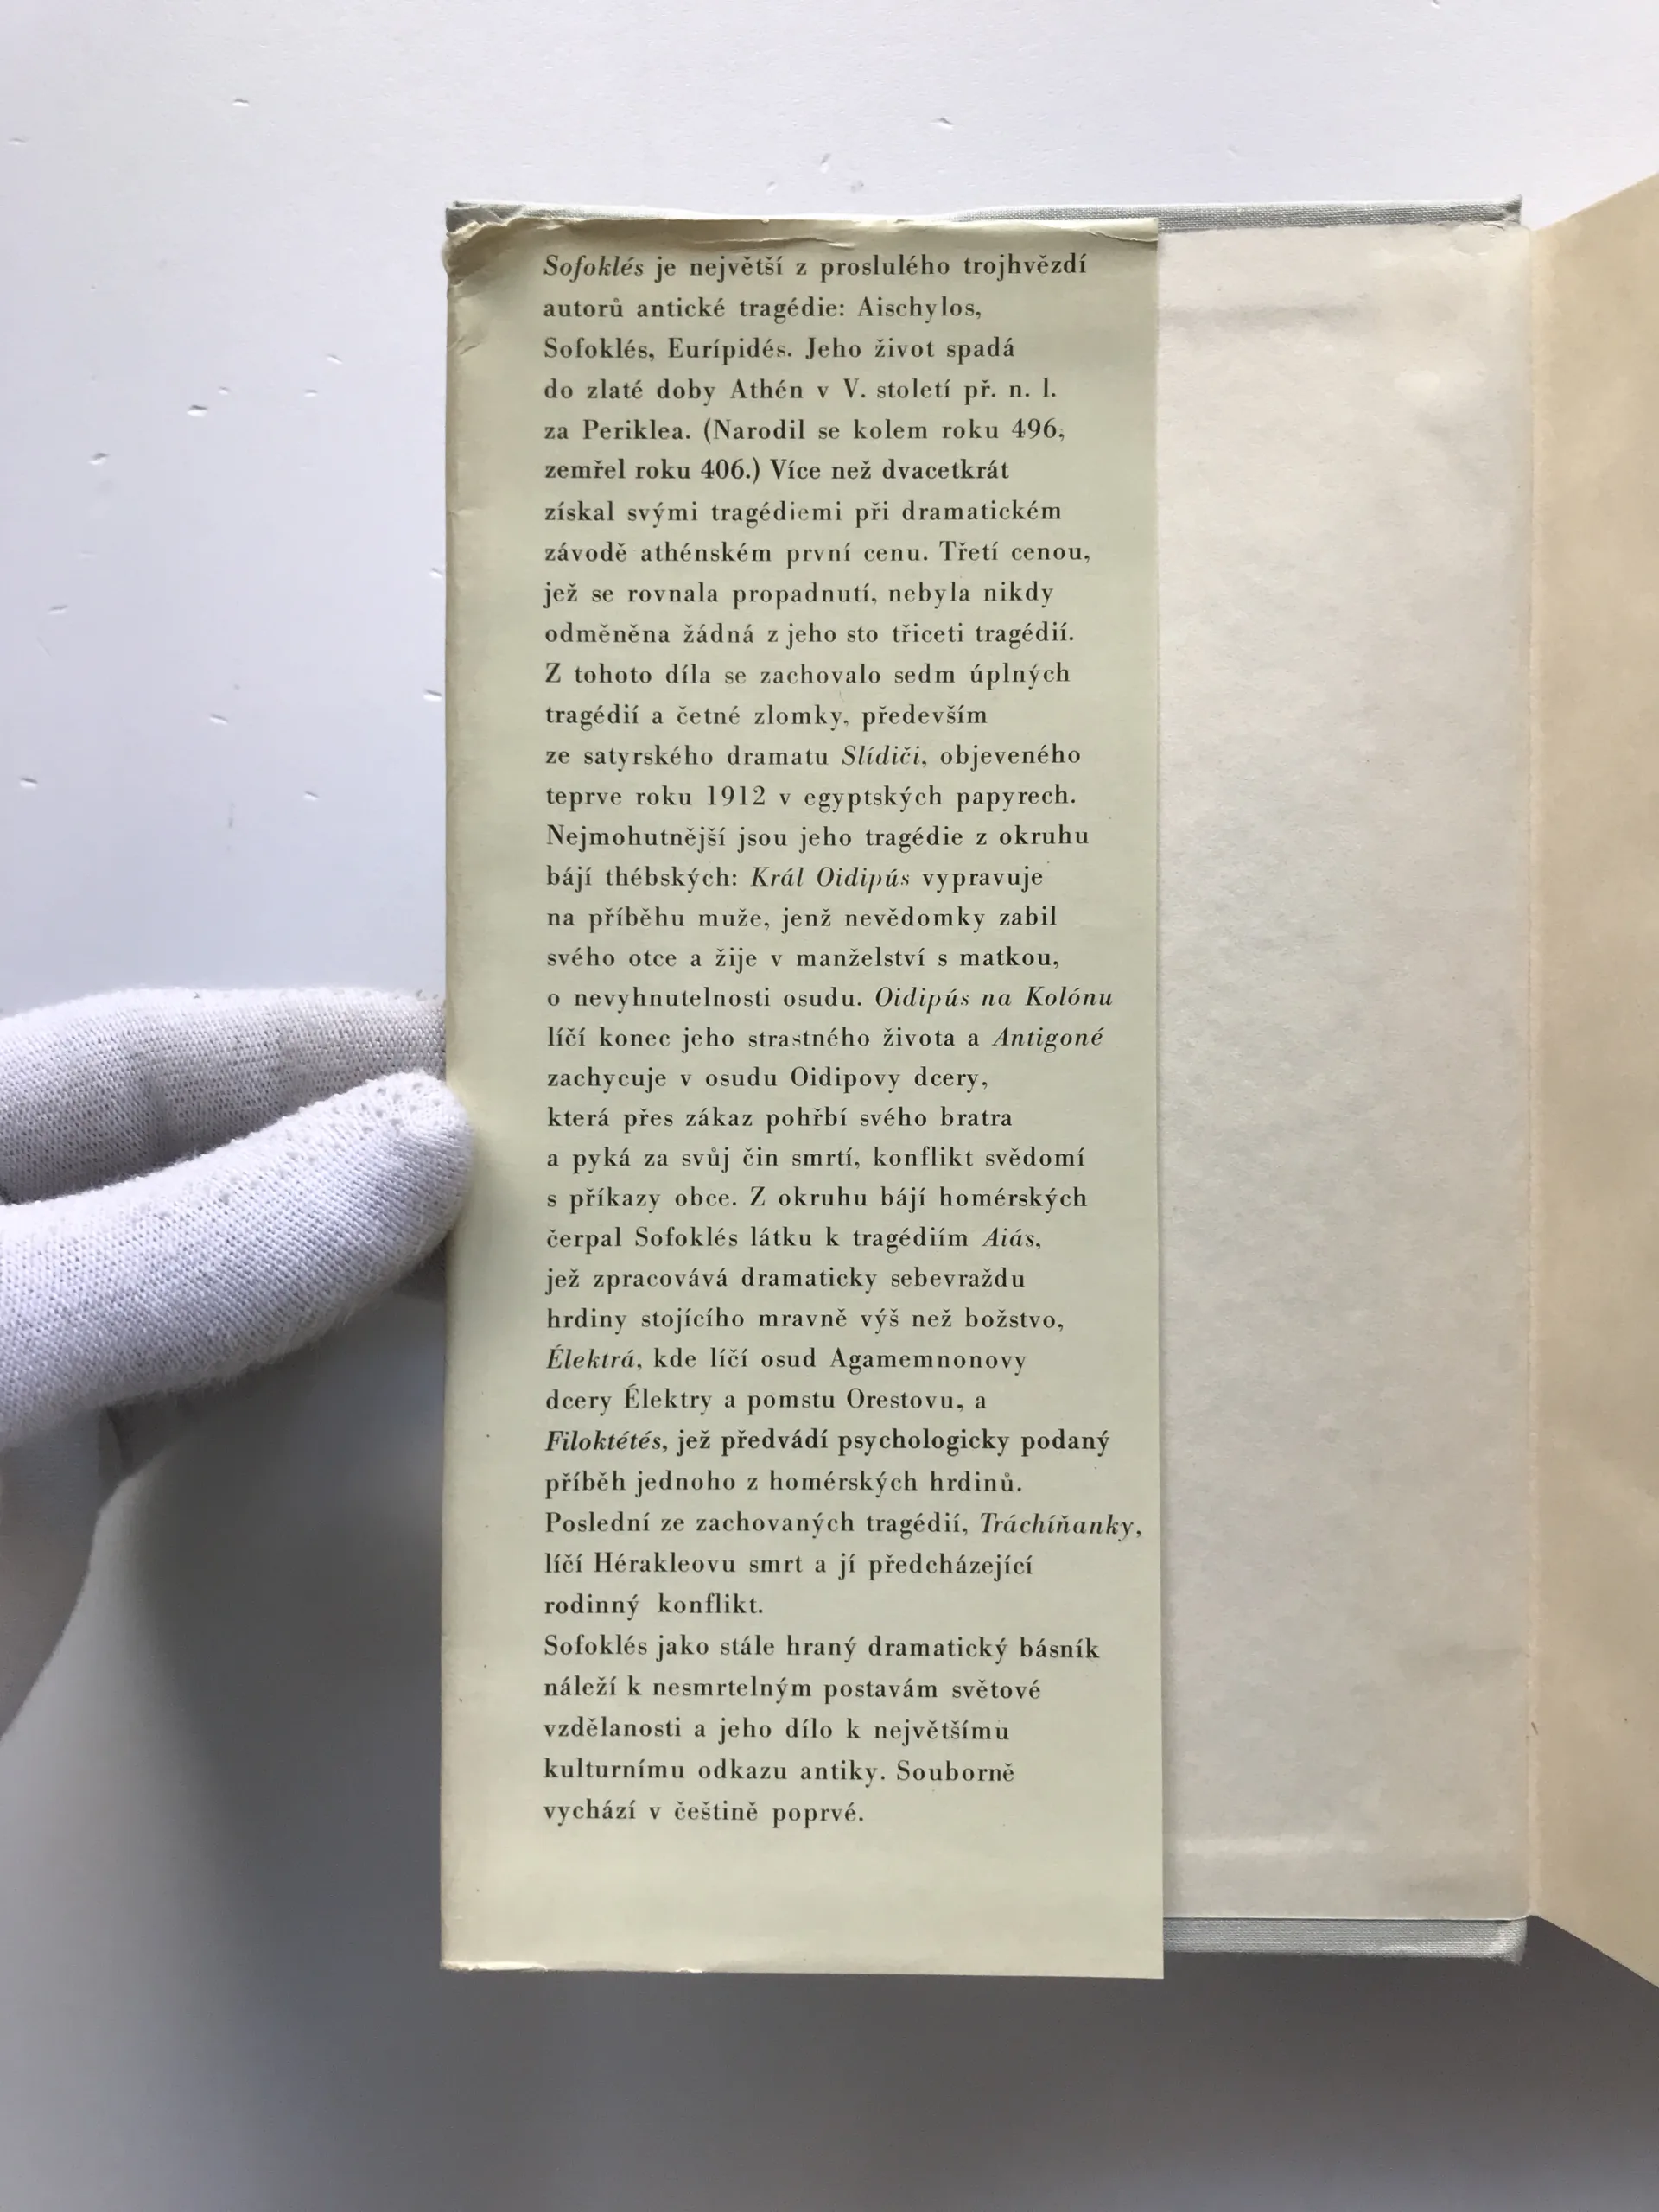 Sofoklés je největší z proslulého trojhvězdí
autorů antické tragédie: Aischylos,
Sofoklés, Eurípidés. Jeho život spadá
do zlaté doby Athén v V. století př. n. l.
za Periklea. (Narodil se kolem roku 496,
zemřel roku 406.) Více než dvacetkrát
získal svými tragédiemi při dramatickém
závodě athénském první cenu. Třetí cenou,
jež se rovnala propadnutí, nebyla nikdy
odměněna žádná z jeho sto třiceti tragédií.
Z tohoto díla se zachovalo sedm úplných
tragédií a četné zlomky, především
ze satyrského dramatu Slídiči, objeveného
teprve roku 1912 v egyptských papyrech.
Nejmohutnější jsou jeho tragédie z okruhu
bájí thébských: Král Oidipús vypravuje
na příběhu muže, jenž nevědomky zabil
svého otce a žije v manželství s matkou,
o nevyhnutelnosti osudu. Oidipús na Kolónu
líčí konec jeho strastného života a Antigoné
zachycuje v osudu Oidipovy dcery,
která přes zákaz pohřbí svého bratra
a pyká za svůj čin smrtí, konflikt svědomí
s příkazy obce. Z okruhu bájí homérských
čerpal Sofoklés látku k tragédiím Aiás,
jež zpracovává dramaticky sebevraždu
hrdiny stojícího mravně výš než božstvo,
Élektrá, kde líčí osud Agamemnonovy
dcery Élektry a pomstu Orestovu, a
Filoktétés, jež předvádí psychologicky podaný
příběh jednoho z homérských hrdinů.
Poslední ze zachovaných tragédií, Tráchíňanky,
líčí Hérakleovu smrt a jí předcházející
rodinný konflikt.
Sofoklés jako stále hraný dramatický básník
náleží k nesmrtelným postavám světové
vzdělanosti a jeho dílo k největšímu
kulturnímu odkazu antiky. Souborně
vychází v češtině poprvé.